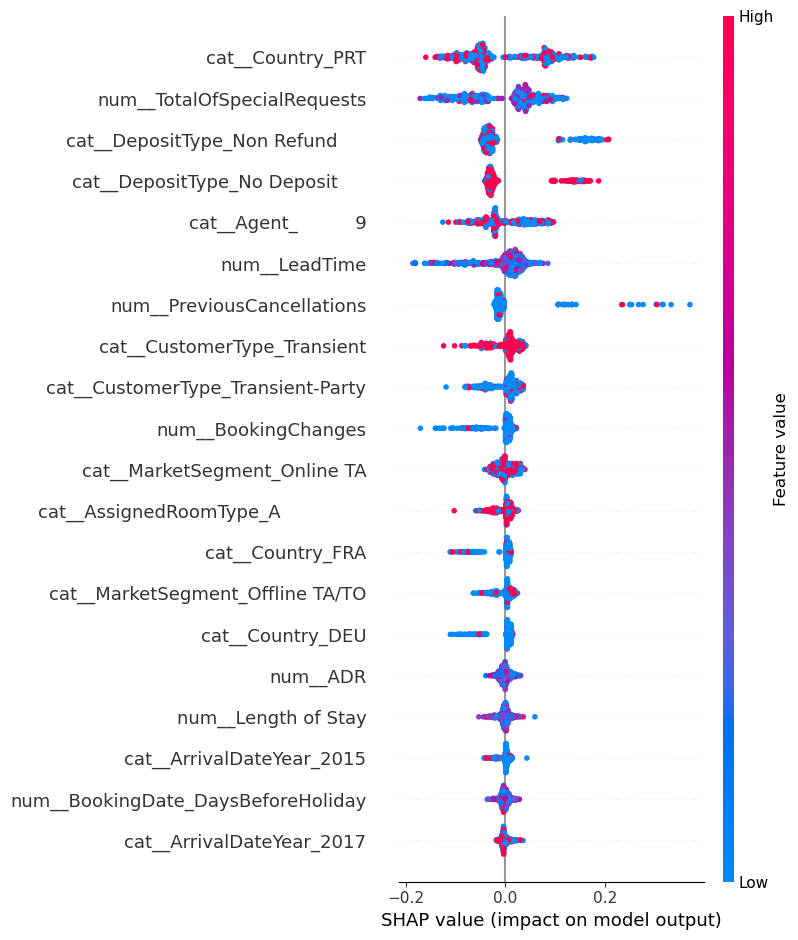 High
cat__Country_PRT
num__TotalOfSpecialRequests
cat__DepositType_Non Refund
cat__DepositType_No Deposit
cat__Agent_          9
num__LeadTime
num__PreviousCancellations
cat__CustomerType_Transient
cat__CustomerType_Transient-Party
num__BookingChanges
cat__MarketSegment_Online TA
cat__AssignedRoomType_A
cat__Country_FRA
cat__MarketSegment_Offline TA/TO
cat__Country_DEU
num__ADR
num__Length of Stay
cat__ArrivalDateYear_2015
num__BookingDate_DaysBeforeHoliday
cat__ArrivalDateYear_2017
Feature value
Low
−0.2 0.0 0.2
SHAP value (impact on model output)